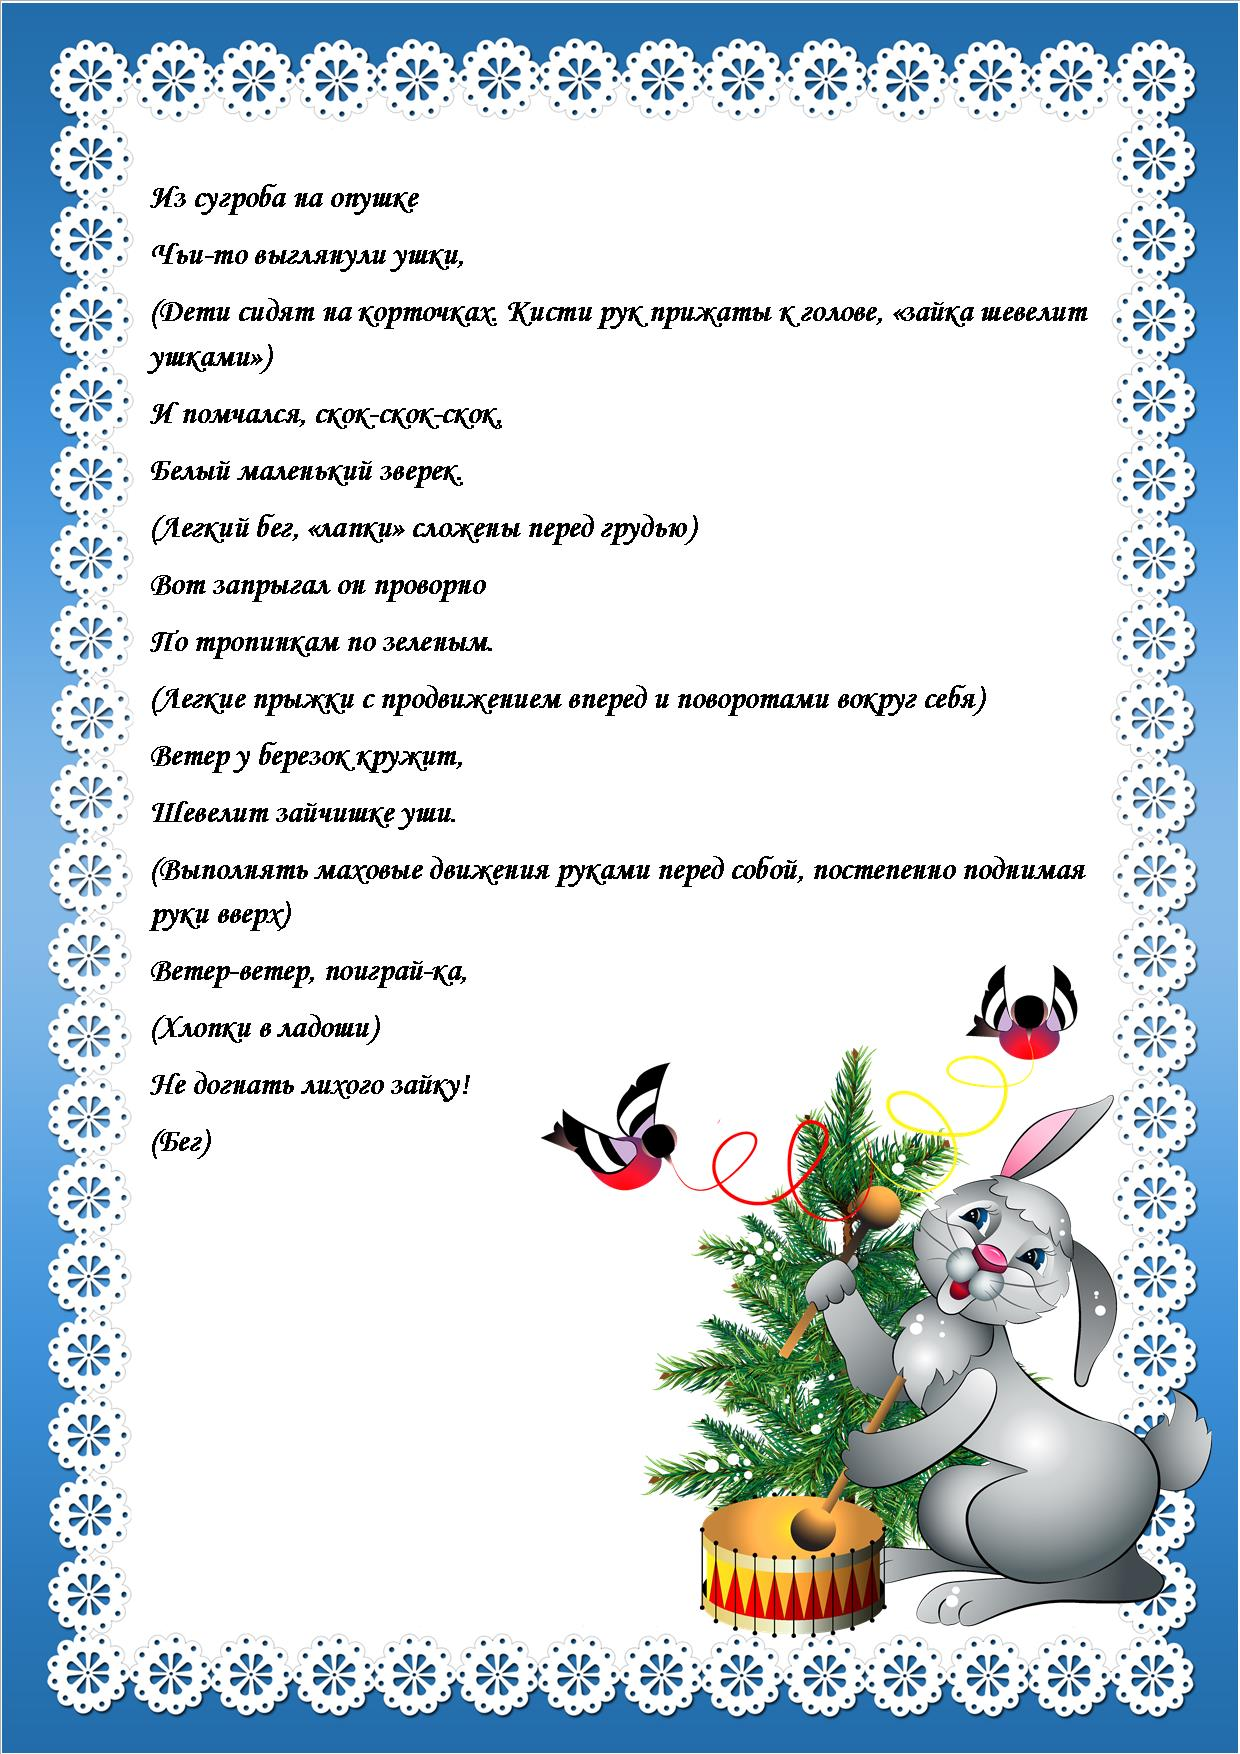 Из сугроба на опушке
Чьи-то выглянули ушки,
(Дети сидят на корточках. Кисти рук прижаты к голове, «зайка шевелит
ушками»)
И помчался, скок-скок-скок,
Белый маленький зверек.
(Легкий бег, «лапки» сложены перед грудью)
Вот запрыгал он проворно
По тропинкам по зеленым.
(Легкие прыжки с продвижением вперед и поворотами вокруг себя)
Ветер у березок кружит,
Шевелит зайчишке уши.
(Выполнять маховые движения руками перед собой, постепенно поднимая
руки вверх)
Ветер-ветер, поиграй-ка,
(Хлопки в ладоши)
Не догнать лихого зайку!
(Бег)